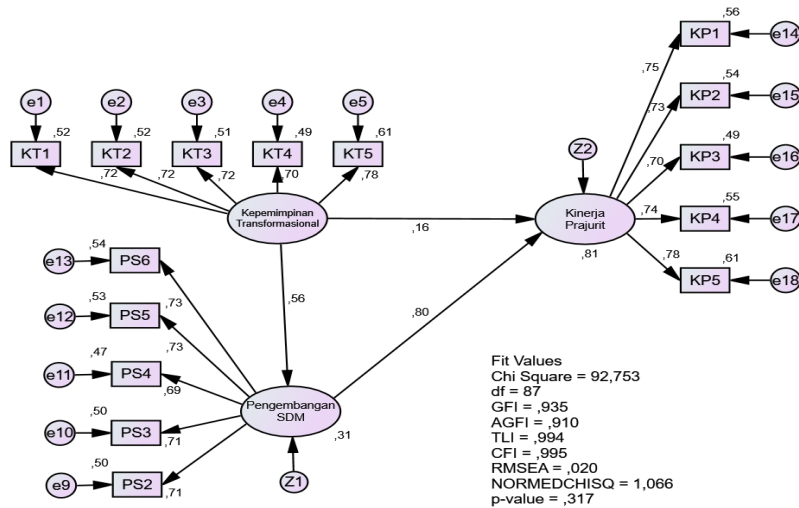 e1
e2
e3
e4
e5
,52
,52
,51
,49
,61
KT1
KT2
KT3
KT4
KT5
,72
,72
,72
,70
,78
Kepemimpinan
Transformasional
,16
,56
,80
Z2
Kinerja
Prajurit
,81
,56
KP1
e14
,75
,54
KP2
e15
,73
,49
KP3
e16
,70
,55
KP4
e17
,74
,61
KP5
e18
,78
e13
,54
PS6
,73
e12
,53
PS5
,73
e11
,47
PS4
,69
e10
,50
PS3
,71
e9
,50
PS2
,71
Pengembangan
SDM
,31
Z1
Fit Values
Chi Square = 92,753
df = 87
GFI = ,935
AGFI = ,910
TLI = ,994
CFI = ,995
RMSEA = ,020
NORMEDCHISQ = 1,066
p-value = ,317